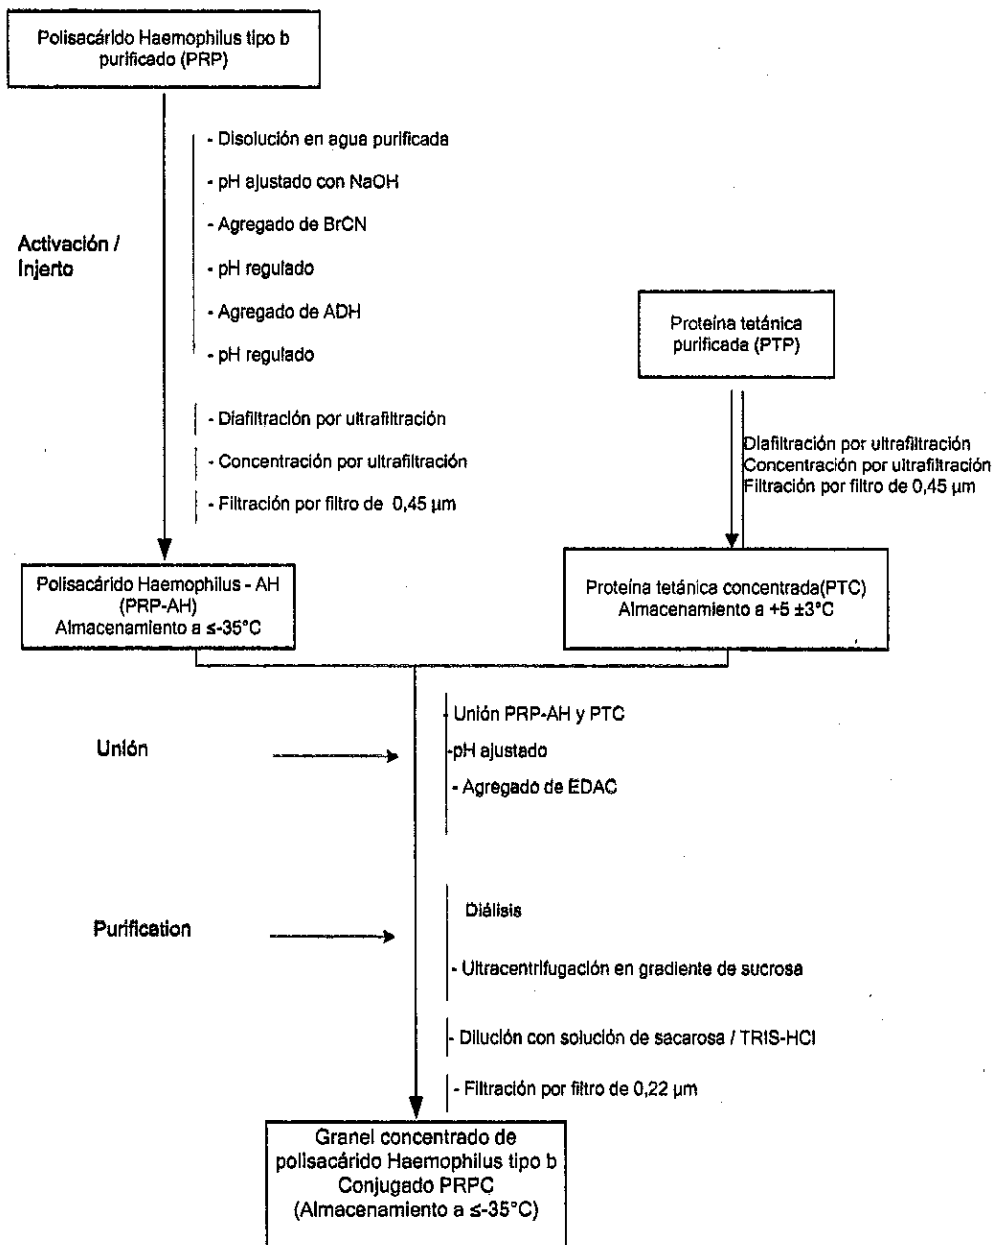 Polisacárido Haemophilus tipo b
purificado (PRP)
- Disolución en agua purificada
- pH ajustado con NaOH
- Agregado de BrCN
- pH regulado
- Agregado de ADH
- pH regulado
Activación /
Injerto
- Diafiltración por ultrafiltración
- Concentración por ultrafiltración
- Filtración por filtro de 0,45 µm
Proteína tetánica
purificada (PTP)
Diafiltración por ultrafiltración
Concentración por ultrafiltración
Filtración por filtro de 0,45 µm
Polisacárido Haemophilus - AH
(PRP-AH)
Almacenamiento a ≤-35°C
Proteína tetánica concentrada(PTC)
Almacenamiento a +5 ±3°C
Unión
- Unión PRP-AH y PTC
-pH ajustado
- Agregado de EDAC
Purification
Diálisis
- Ultracentrifugación en gradiente de sucrosa
- Dilución con solución de sacarosa / TRIS-HCl
- Filtración por filtro de 0,22 µm
Granel concentrado de
polisacárido Haemophilus tipo b
Conjugado PRPC
(Almacenamiento a ≤-35°C)